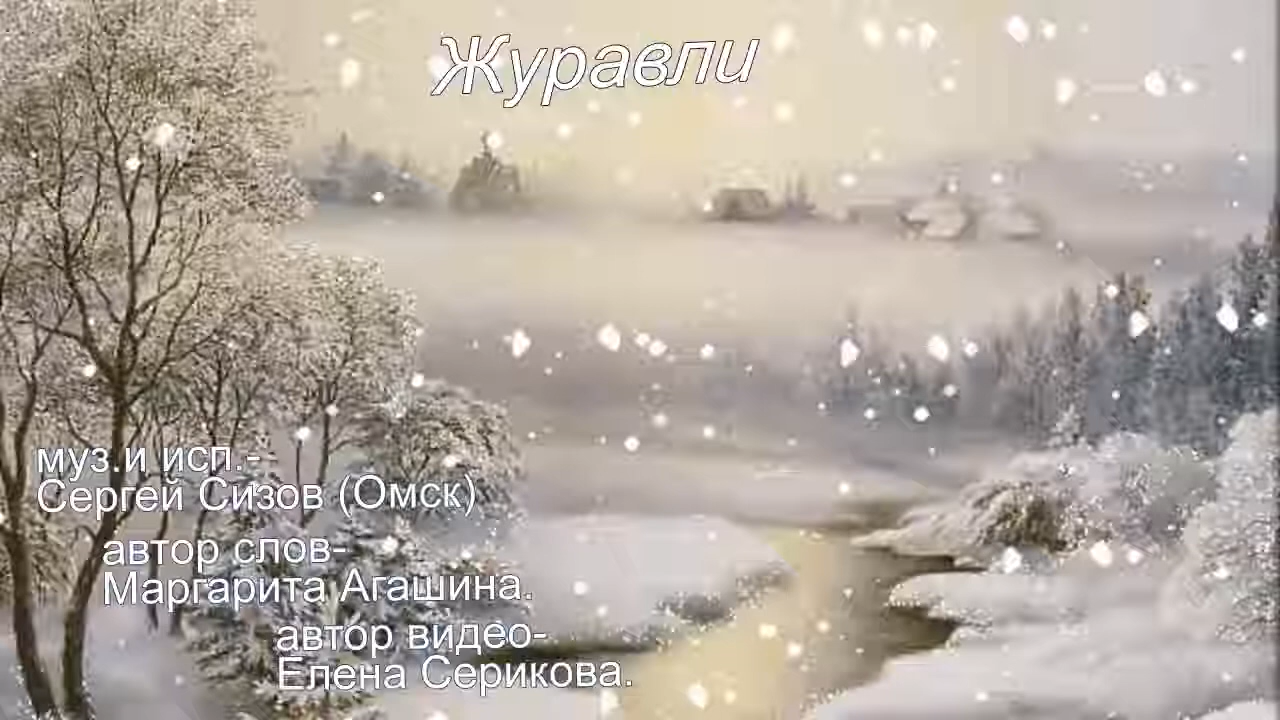 Журавли
муз.и исп.-
Сергей Сизов (Омск)
автор слов-
Маргарита Агашина.
автор видео-
Елена Серикова.